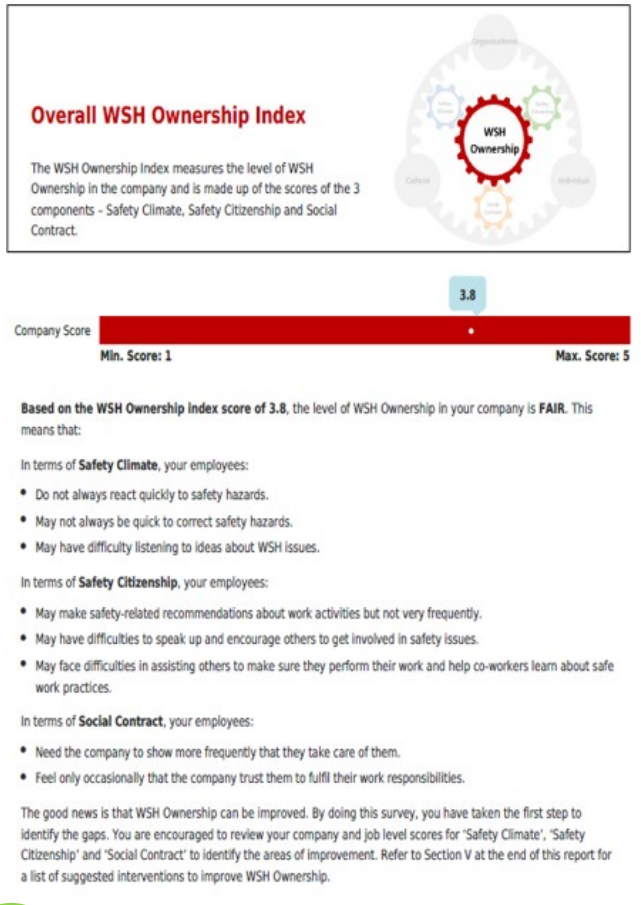 Organisational
Overall WSH Ownership Index
WSH
Ownership
The WSH Ownership Index measures the level of WSH
Ownership in the company and is made up of the scores of the 3
components – Safety Climate, Safety Citizenship and Social
Contract.
Cultural
Individual
3.8
Company Score
Min. Score: 1
Max. Score: 5
Based on the WSH Ownership index score of 3.8, the level of WSH Ownership in your company is FAIR. This
means that:
In terms of Safety Climate, your employees:
• Do not always react quickly to safety hazards.
• May not always be quick to correct safety hazards.
• May have difficulty listening to ideas about WSH issues.
In terms of Safety Citizenship, your employees:
• May make safety-related recommendations about work activities but not very frequently.
• May have difficulties to speak up and encourage others to get involved in safety issues.
• May face difficulties in assisting others to make sure they perform their work and help co-workers learn about safe
work practices.
In terms of Social Contract, your employees:
• Need the company to show more frequently that they take care of them.
• Feel only occasionally that the company trust them to fulfil their work responsibilities.
The good news is that WSH Ownership can be improved. By doing this survey, you have taken the first step to
identify the gaps. You are encouraged to review your company and job level scores for 'Safety Climate', 'Safety
Citizenship' and 'Social Contract' to identify the areas of improvement. Refer to Section V at the end of this report for
a list of suggested interventions to improve WSH Ownership.